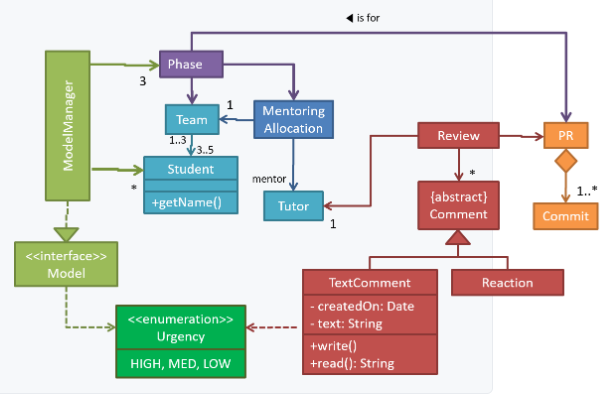 ◀ is for
Phase
3
ModelManager
1
Team
Mentoring
Allocation
Review
PR
1..3
3..5
Student
+getName()
*
mentor
Tutor
1
*
{abstract}
Comment
1..*
Commit
<<interface>>
Model
TextComment
- createdOn: Date
- text: String
+write()
+read(): String
Reaction
<<enumeration>>
Urgency
HIGH, MED, LOW